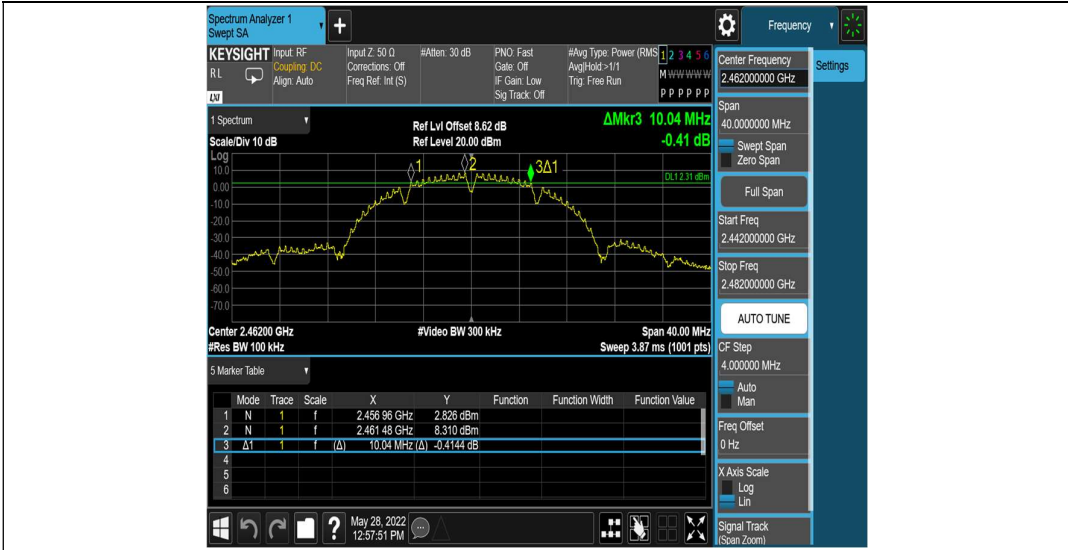 Spectrum Analyzer 1
Swept SA
+
Frequency
KEYSIGHT
RL
LXI
Input: RF
Coupling: DC
Align: Auto
Input Z: 50 Ω
Corrections: Off
Freq Ref: Int (S)
#Atten: 30 dB
PNO: Fast
Gate: Off
IF Gain: Low
Sig Track: Off
#Avg Type: Power (RMS
Avg|Hold:>1/1
Trig: Free Run
1 2 3 4 5 6
M W W W W W
P P P P P P
1 Spectrum
Scale/Div 10 dB
Ref Lvl Offset 8.62 dB
Ref Level 20.00 dBm
ΔMkr3 10.04 MHz
-0.41 dB
Log
10.0
0.00
-10.0
-20.0
-30.0
-40.0
-50.0
-60.0
-70.0
1
2
3Δ1
DL1 2.31 dBm
Center 2.46200 GHz
#Video BW 300 kHz
Span 40.00 MHz
#Res BW 100 kHz
Sweep 3.87 ms (1001 pts)
5 Marker Table
Mode Trace Scale X Y Function Function Width Function Value
1 N 1 f 2.456 96 GHz 2.826 dBm
2 N 1 f 2.461 48 GHz 8.310 dBm
3 Δ1 1 f (Δ) 10.04 MHz (Δ) -0.4144 dB
4
5
6
?
May 28, 2022
12:57:51 PM
Center Frequency
2.462000000 GHz
Settings
Span
40.0000000 MHz
Swept Span
Zero Span
Full Span
Start Freq
2.442000000 GHz
Stop Freq
2.482000000 GHz
AUTO TUNE
CF Step
4.000000 MHz
Auto
Man
Freq Offset
0 Hz
X Axis Scale
Log
Lin
Signal Track
(Span Zoom)